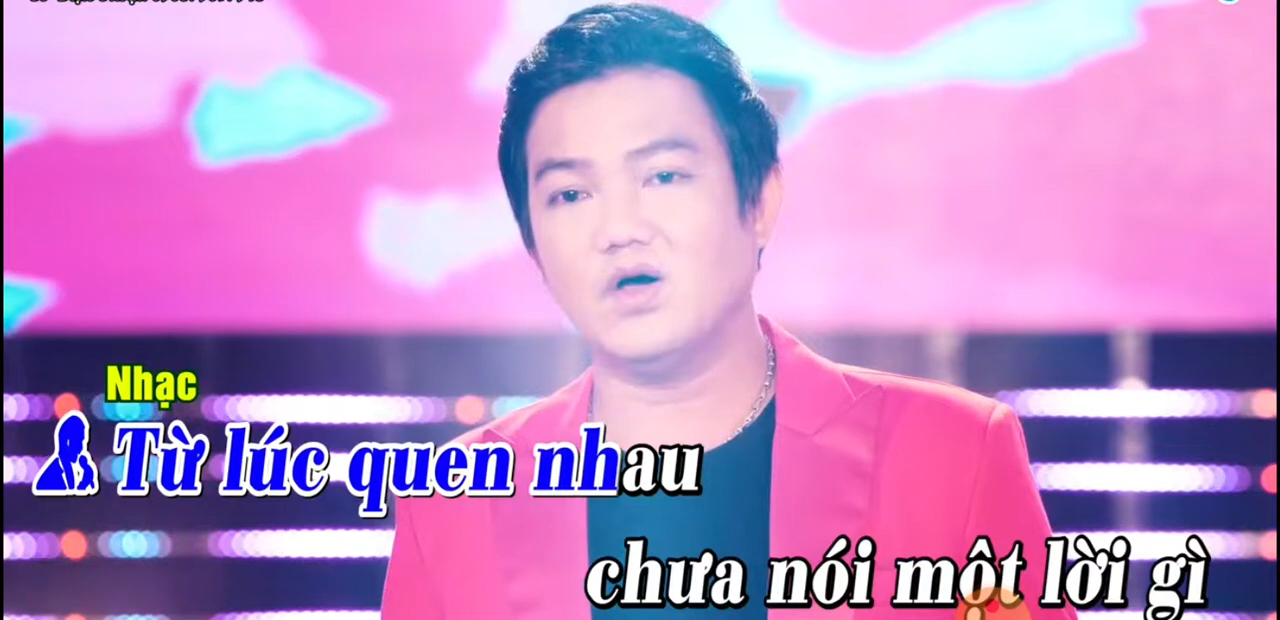 Nhạc
Từ lúc quen nhau
chưa nói một lời gì